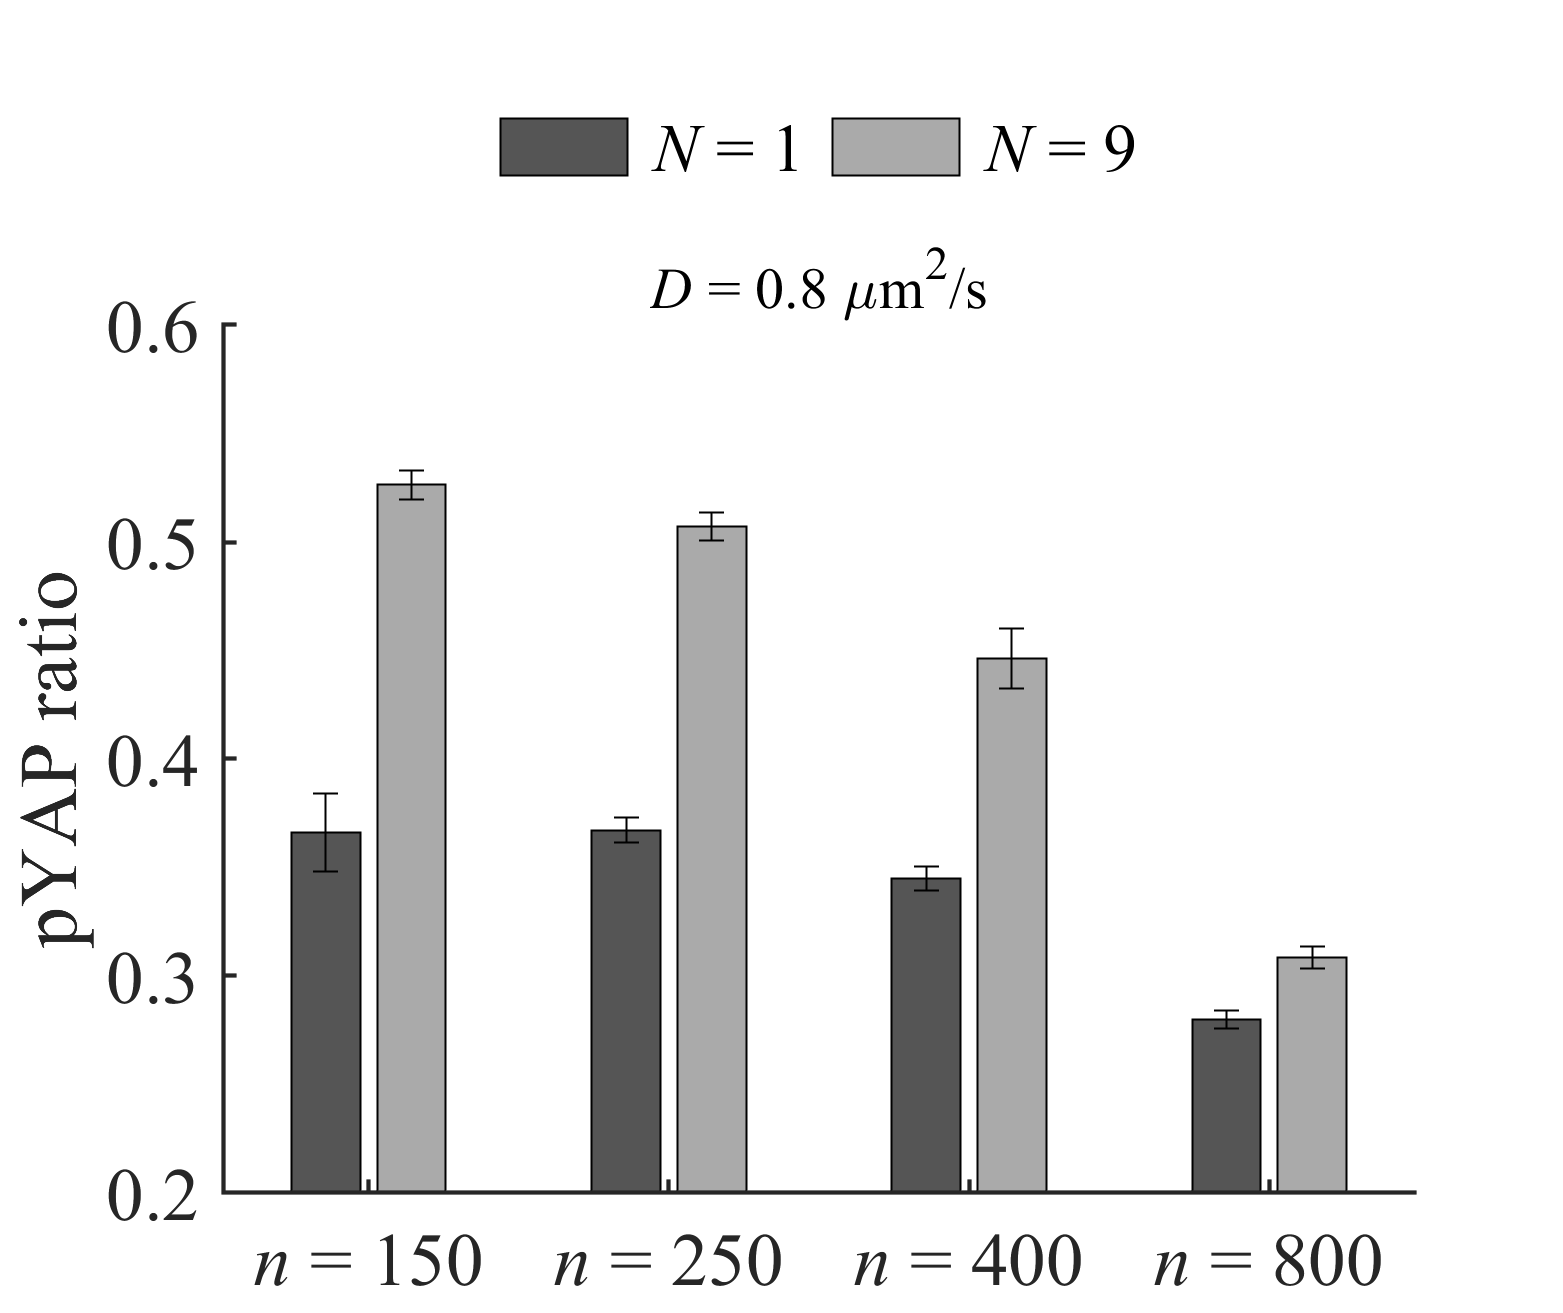 N = 1 N = 9
D = 0.8 μm²/s
0.6
0.5
0.4
0.3
0.2
pYAP ratio
n = 150 n = 250 n = 400 n = 800